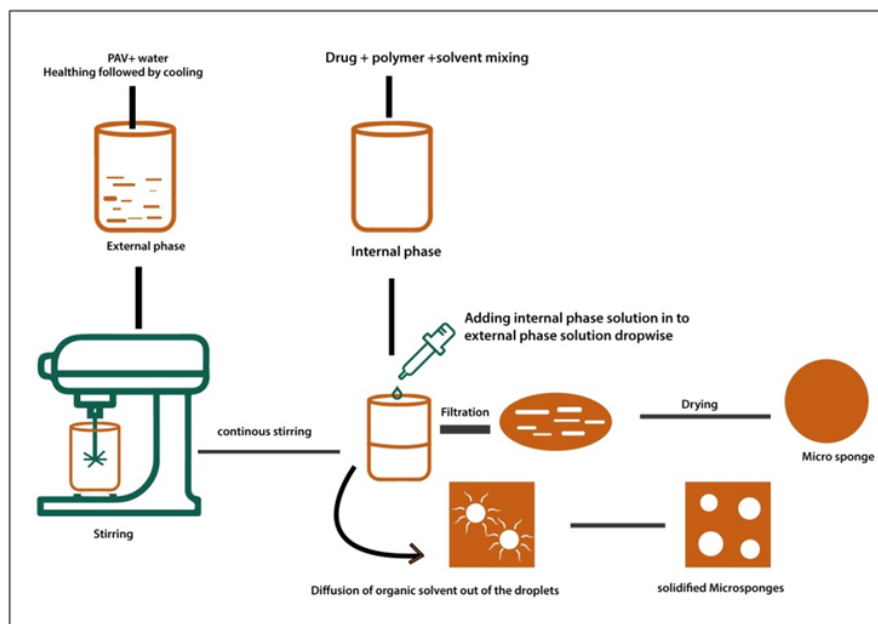 PAV+ water
Healthing followed by cooling
Drug + polymer +solvent mixing
External phase
Internal phase
Adding internal phase solution in to
external phase solution dropwise
Filtration
Drying
continous stirring
Micro sponge
Stirring
Diffusion of organic solvent out of the droplets
solidified Microsponges